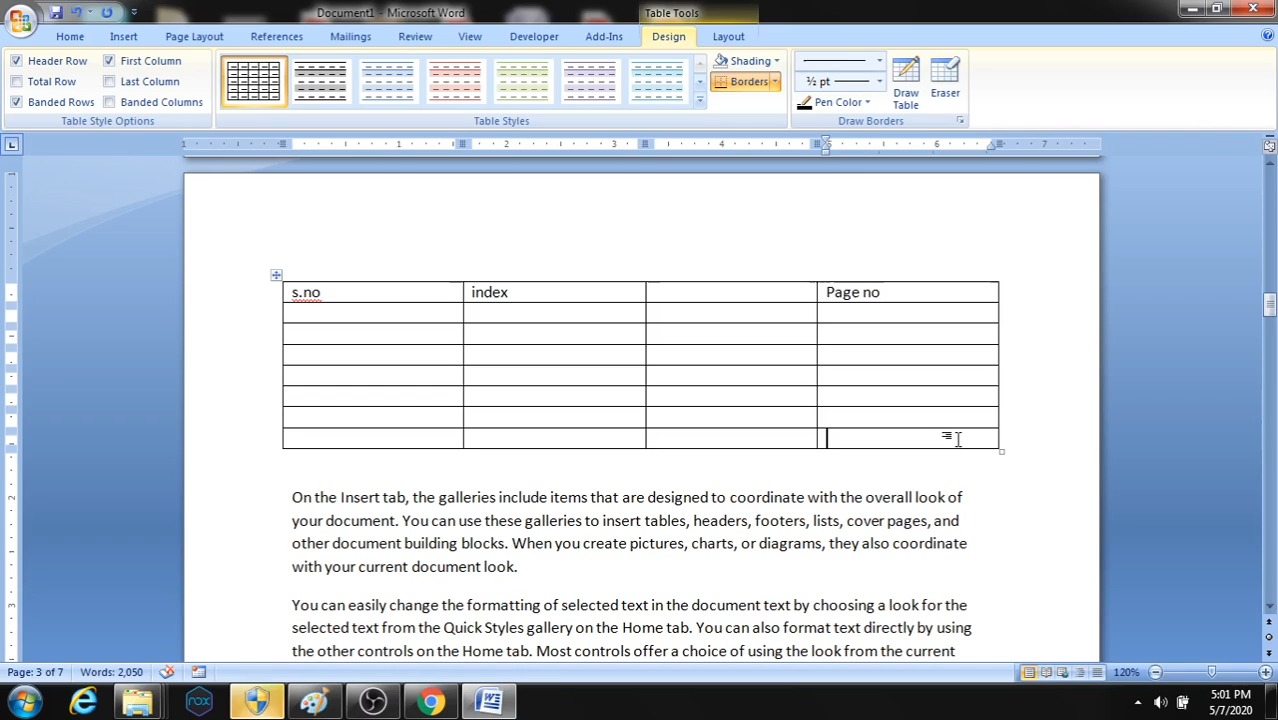 Document1 - Microsoft Word
Table Tools
Home Insert Page Layout References Mailings Review View Developer Add-Ins Design Layout
Header Row First Column
Total Row Last Column
Banded Rows Banded Columns
Table Style Options
Table Styles
Shading
Borders
½ pt
Pen Color
Draw Table
Eraser
Draw Borders
1 1 2 3 4 5 6 7
s.no index Page no
On the Insert tab, the galleries include items that are designed to coordinate with the overall look of
your document. You can use these galleries to insert tables, headers, footers, lists, cover pages, and
other document building blocks. When you create pictures, charts, or diagrams, they also coordinate
with your current document look.
You can easily change the formatting of selected text in the document text by choosing a look for the
selected text from the Quick Styles gallery on the Home tab. You can also format text directly by using
the other controls on the Home tab. Most controls offer a choice of using the look from the current
Page: 3 of 7 Words: 2,050 120%
nox
5:01 PM
5/7/2020